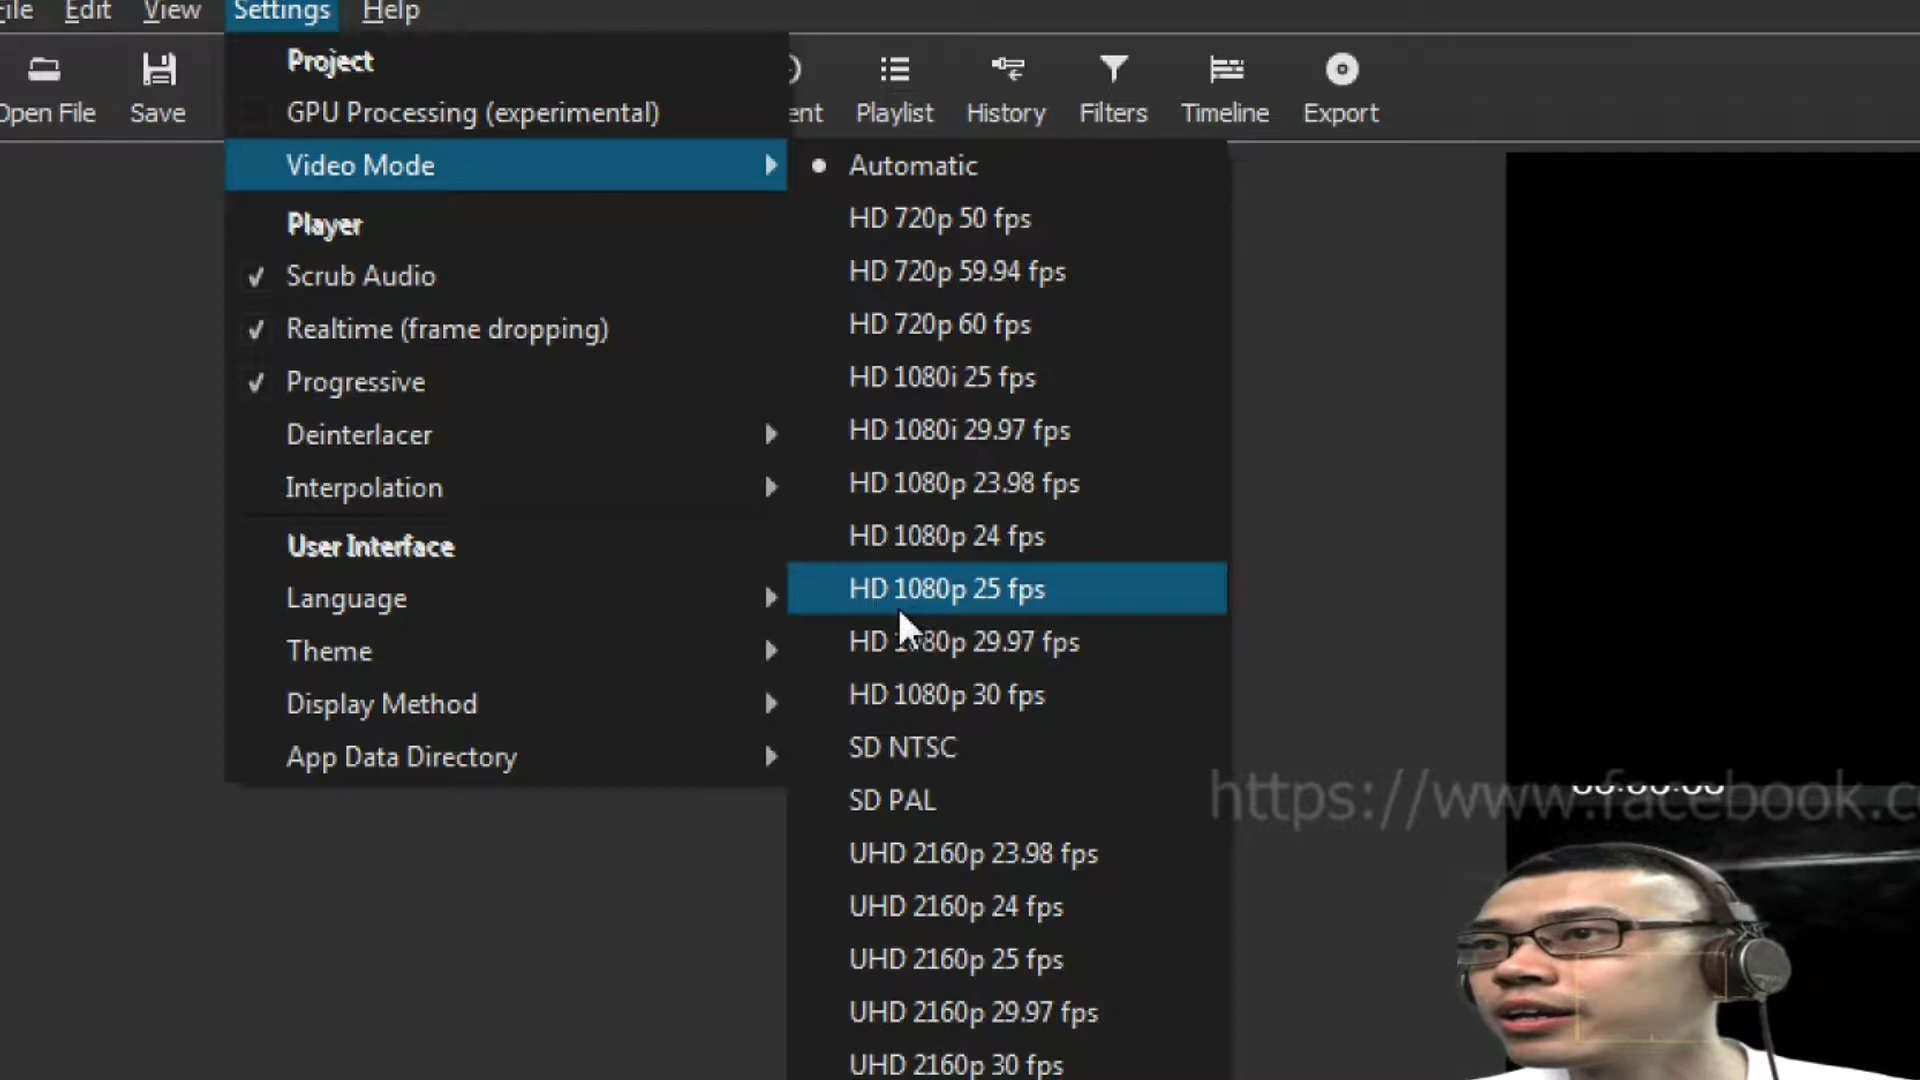 File Edit View Settings Help
Open File Save
Playlist History Filters Timeline Export
Project
GPU Processing (experimental)
Video Mode
Player
Scrub Audio
Realtime (frame dropping)
Progressive
Deinterlacer
Interpolation
User Interface
Language
Theme
Display Method
App Data Directory
Automatic
HD 720p 50 fps
HD 720p 59.94 fps
HD 720p 60 fps
HD 1080i 25 fps
HD 1080i 29.97 fps
HD 1080p 23.98 fps
HD 1080p 24 fps
HD 1080p 25 fps
HD 1080p 29.97 fps
HD 1080p 30 fps
SD NTSC
SD PAL
UHD 2160p 23.98 fps
UHD 2160p 24 fps
UHD 2160p 25 fps
UHD 2160p 29.97 fps
UHD 2160p 30 fps
https://www.facebook.c